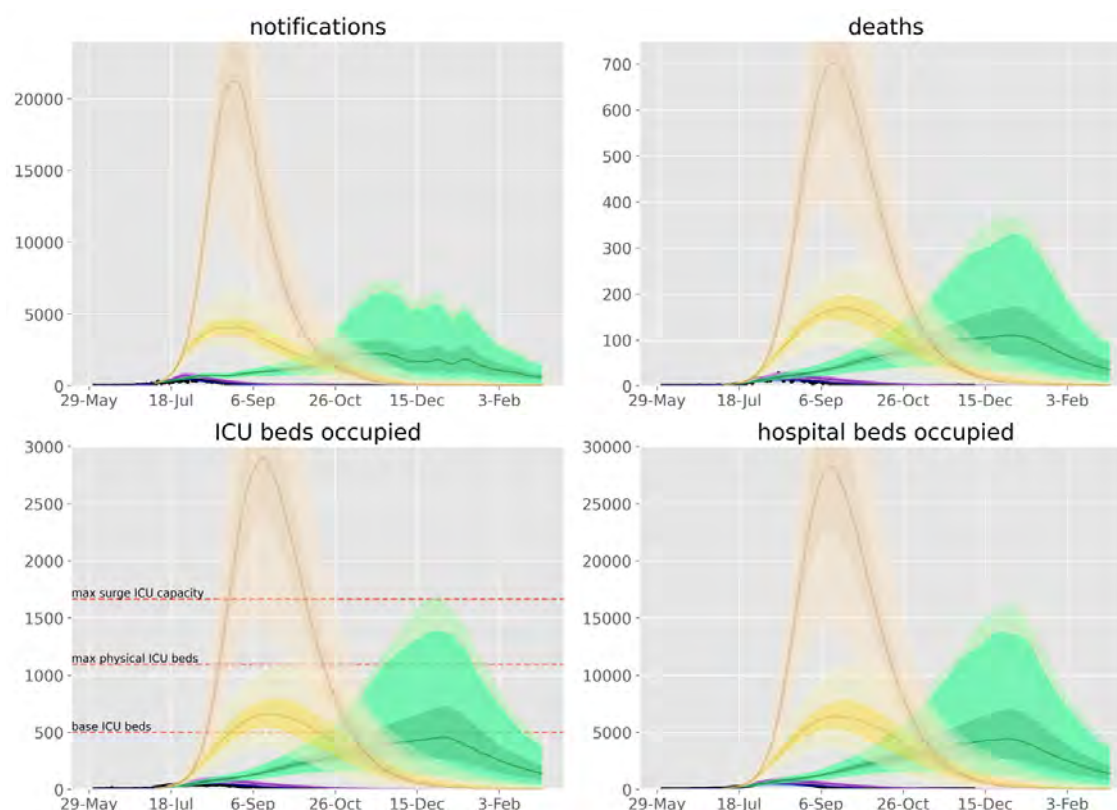 notifications
20000
15000
10000
5000
0
29-May 18-Jul 6-Sep 26-Oct 15-Dec 3-Feb
deaths
700
600
500
400
300
200
100
0
29-May 18-Jul 6-Sep 26-Oct 15-Dec 3-Feb
ICU beds occupied
3000
2500
2000
max surge ICU capacity
1500
max physical ICU beds
1000
base ICU beds
500
0
29-May 18-Jul 6-Sep 26-Oct 15-Dec 3-Feb
hospital beds occupied
30000
25000
20000
15000
10000
5000
0
29-May 18-Jul 6-Sep 26-Oct 15-Dec 3-Feb